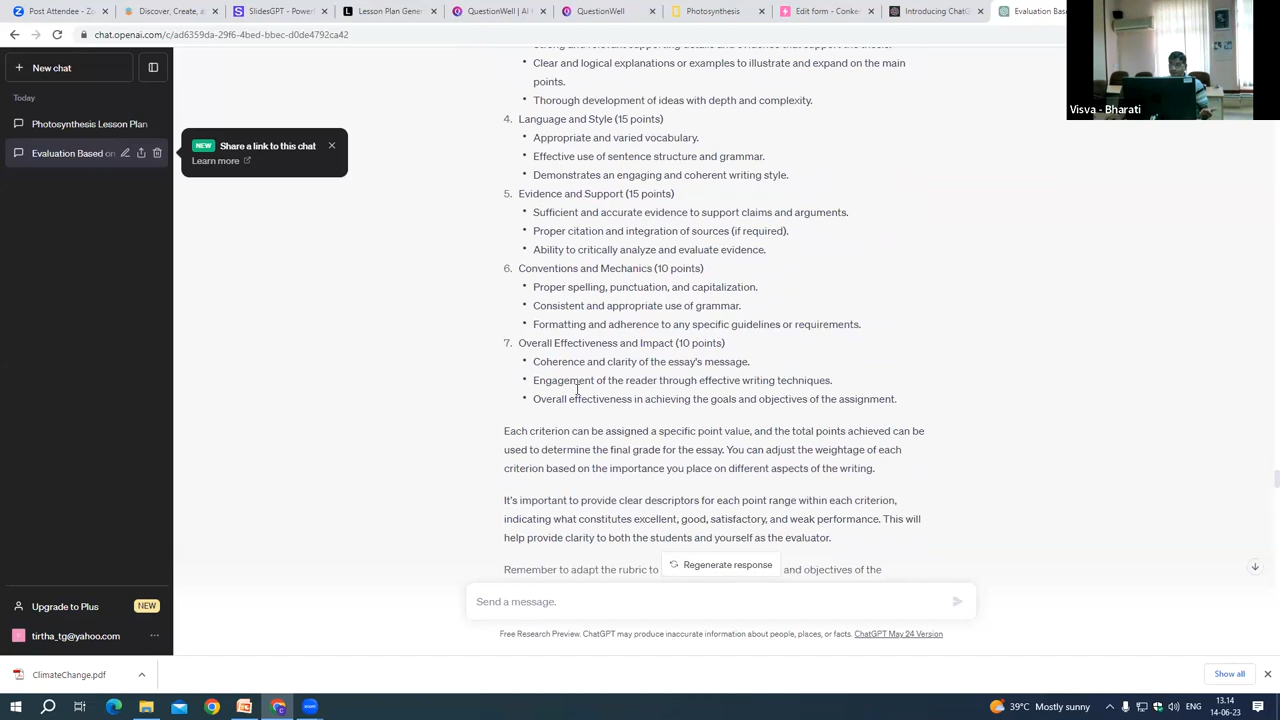 Post Attendee -
Discover, Create, a
SlidesGPT - Power
Lesson Plan Gener
QuestionWell | AI
QuestionWell
Photosynthesis
Edit form - Conke
Introducing ChatG
Evaluation Base
chat.openai.com/c/ad6359da-29f6-4bed-bbec-d0de4792ca42
Visva - Bharati
New chat
Today
Photosynthesis Lesson Plan
Evaluation Based on
NEW Share a link to this chat
Learn more
Strong and relevant supporting details and evidence that support the thesis.
• Clear and logical explanations or examples to illustrate and expand on the main
points.
• Thorough development of ideas with depth and complexity.
4. Language and Style (15 points)
• Appropriate and varied vocabulary.
• Effective use of sentence structure and grammar.
• Demonstrates an engaging and coherent writing style.
5. Evidence and Support (15 points)
• Sufficient and accurate evidence to support claims and arguments.
• Proper citation and integration of sources (if required).
• Ability to critically analyze and evaluate evidence.
6. Conventions and Mechanics (10 points)
• Proper spelling, punctuation, and capitalization.
• Consistent and appropriate use of grammar.
• Formatting and adherence to any specific guidelines or requirements.
7. Overall Effectiveness and Impact (10 points)
• Coherence and clarity of the essay's message.
• Engagement of the reader through effective writing techniques.
• Overall effectiveness in achieving the goals and objectives of the assignment.
Each criterion can be assigned a specific point value, and the total points achieved can be
used to determine the final grade for the essay. You can adjust the weightage of each
criterion based on the importance you place on different aspects of the writing.
It's important to provide clear descriptors for each point range within each criterion,
indicating what constitutes excellent, good, satisfactory, and weak performance. This will
help provide clarity to both the students and yourself as the evaluator.
Remember to adapt the rubric to
and objectives of the
Regenerate response
Send a message.
Free Research Preview. ChatGPT may produce inaccurate information about people, places, or facts. ChatGPT May 24 Version
Upgrade to Plus NEW
tirtha_tg@yahoo.com
ClimateChange.pdf
Show all
39°C Mostly sunny
ENG
13.14
14-06-23